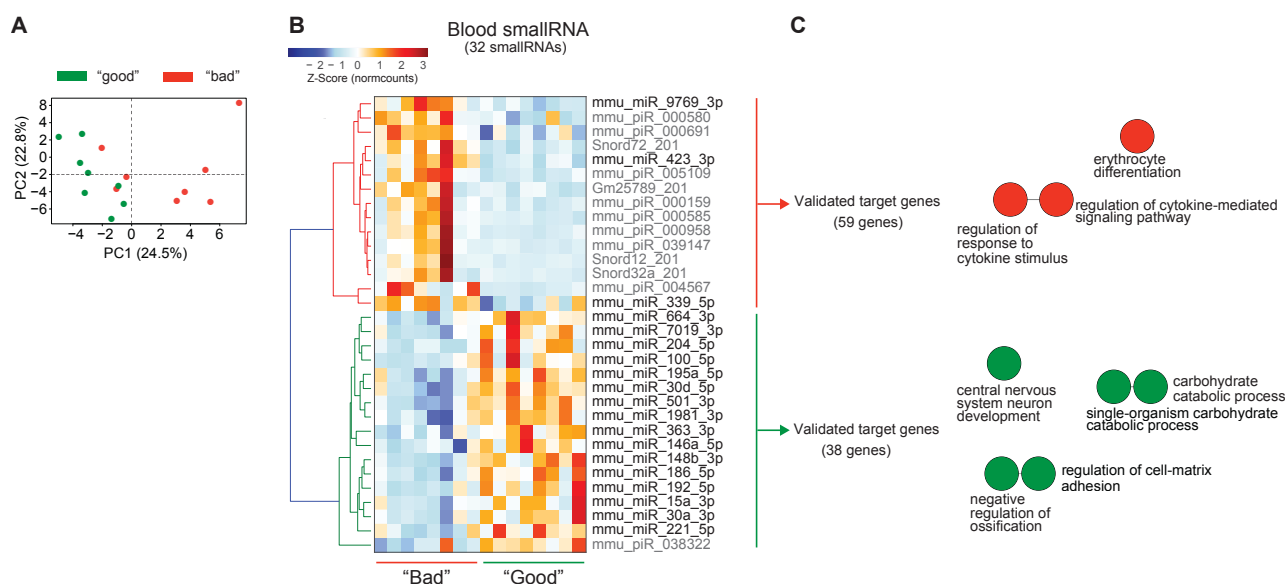 A
"good"
"bad"
8
6
4
2
0
−2
−4
−6
PC2 (22.8%)
−4
−2
0
2
4
6
PC1 (24.5%)
B
Blood smallRNA
(32 smallRNAs)
−2
−1
0
1
2
3
Z-Score (normcounts)
mmu_miR_9769_3p
mmu_piR_000580
mmu_piR_000691
Snord72_201
mmu_miR_423_3p
mmu_piR_005109
Gm25789_201
mmu_piR_000159
mmu_piR_000585
mmu_piR_000958
mmu_piR_039147
Snord12_201
Snord32a_201
mmu_piR_004567
mmu_miR_339_5p
mmu_miR_664_3p
mmu_miR_7019_3p
mmu_miR_204_5p
mmu_miR_100_5p
mmu_miR_195a_5p
mmu_miR_30d_5p
mmu_miR_501_3p
mmu_miR_1981_3p
mmu_miR_363_3p
mmu_miR_146a_5p
mmu_miR_148b_3p
mmu_miR_186_5p
mmu_miR_192_5p
mmu_miR_15a_3p
mmu_miR_30a_3p
mmu_miR_221_5p
mmu_piR_038322
"Bad"
"Good"
C
Validated target genes
(59 genes)
erythrocyte
differentiation
regulation of cytokine-mediated
signaling pathway
regulation of
response to
cytokine stimulus
Validated target genes
(38 genes)
central nervous
system neuron
development
carbohydrate
catabolic process
single-organism carbohydrate
catabolic process
regulation of cell-matrix
adhesion
negative
regulation of
ossification